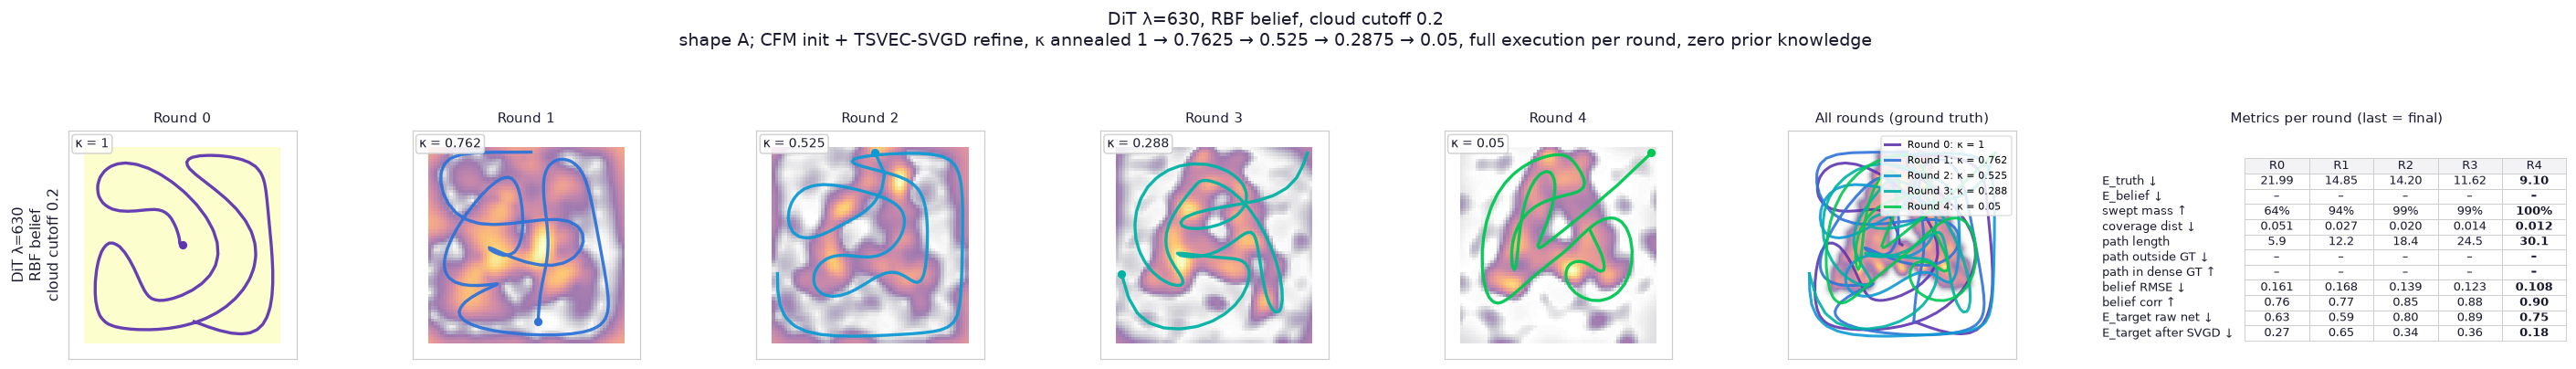 DiT λ=630, RBF belief, cloud cutoff 0.2
shape A; CFM init + TSVEC-SVGD refine, κ annealed 1 → 0.7625 → 0.525 → 0.2875 → 0.05, full execution per round, zero prior knowledge
DiT λ=630
RBF belief
cloud cutoff 0.2
Round 0
κ = 1
Round 1
κ = 0.762
Round 2
κ = 0.525
Round 3
κ = 0.288
Round 4
κ = 0.05
All rounds (ground truth)
Round 0: κ = 1
Round 1: κ = 0.762
Round 2: κ = 0.525
Round 3: κ = 0.288
Round 4: κ = 0.05
Metrics per round (last = final)
R0 R1 R2 R3 R4
E_truth ↓ 21.99 14.85 14.20 11.62 9.10
E_belief ↓ – – – – –
swept mass ↑ 64% 94% 99% 99% 100%
coverage dist ↓ 0.051 0.027 0.020 0.014 0.012
path length 5.9 12.2 18.4 24.5 30.1
path outside GT ↓ – – – – –
path in dense GT ↑ – – – – –
belief RMSE ↓ 0.161 0.168 0.139 0.123 0.108
belief corr ↑ 0.76 0.77 0.85 0.88 0.90
E_target raw net ↓ 0.63 0.59 0.80 0.89 0.75
E_target after SVGD ↓ 0.27 0.65 0.34 0.36 0.18